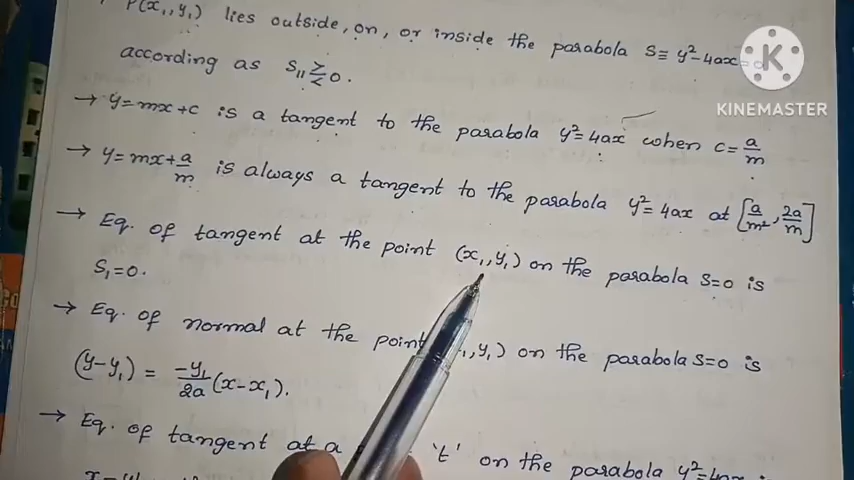 P(x₁,y₁) lies outside, on, or inside the parabola S≡ y²-4ax=0
according as S₁₁ ⪌ 0.
→ y=mx+c is a tangent to the parabola y²=4ax when c=a/m
→ y=mx+a/m is always a tangent to the parabola y²=4ax at [a/m², 2a/m]
→ Eq. of tangent at the point (x₁,y₁) on the parabola S=0 is
S₁=0.
→ Eq. of normal at the point ₁,y₁) on the parabola S=0 is
(y-y₁) = -y₁/2a (x-x₁).
→ Eq. of tangent at a 't' on the parabola y²=4ax
KINEMASTER